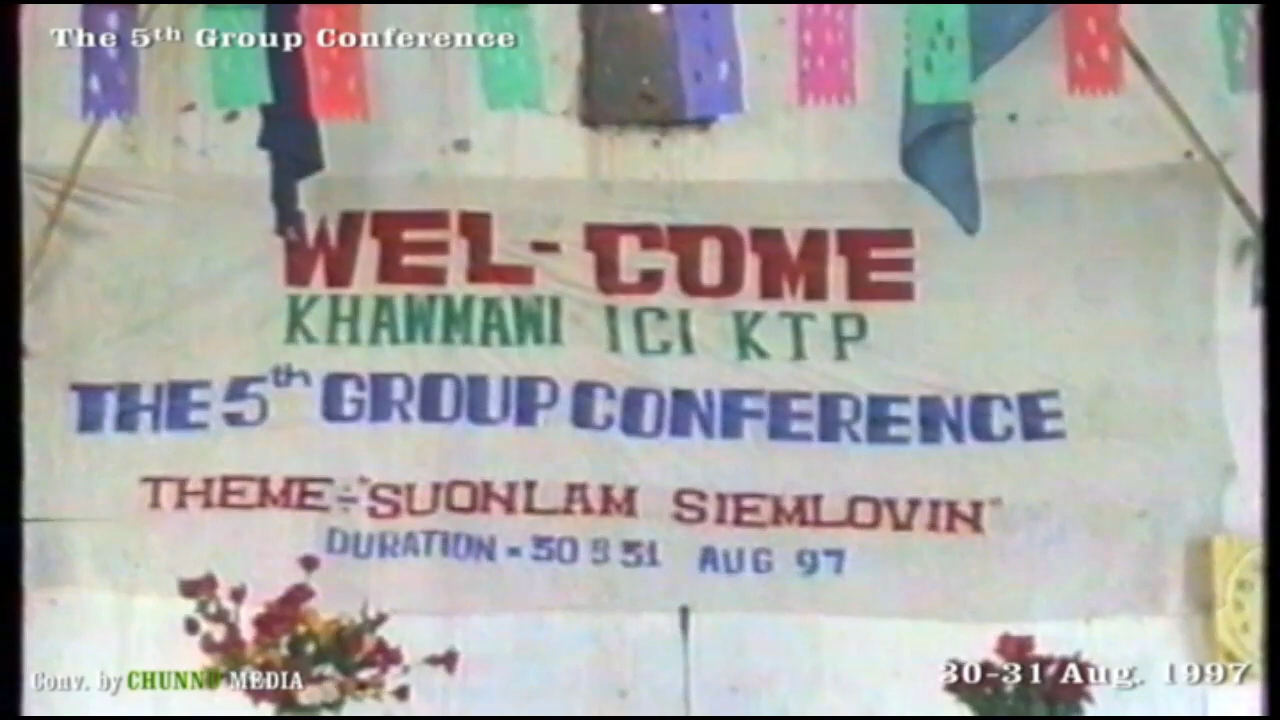 The 5th Group Conference
WEL-COME
KHAWMAWI ICI KTP
THE 5th GROUP CONFERENCE
THEME÷"SUONLAM SIEMLOVIN"
DURATION = 30 & 31 AUG 97
Conv. by CHUNNU MEDIA
30-31 Aug. 1997